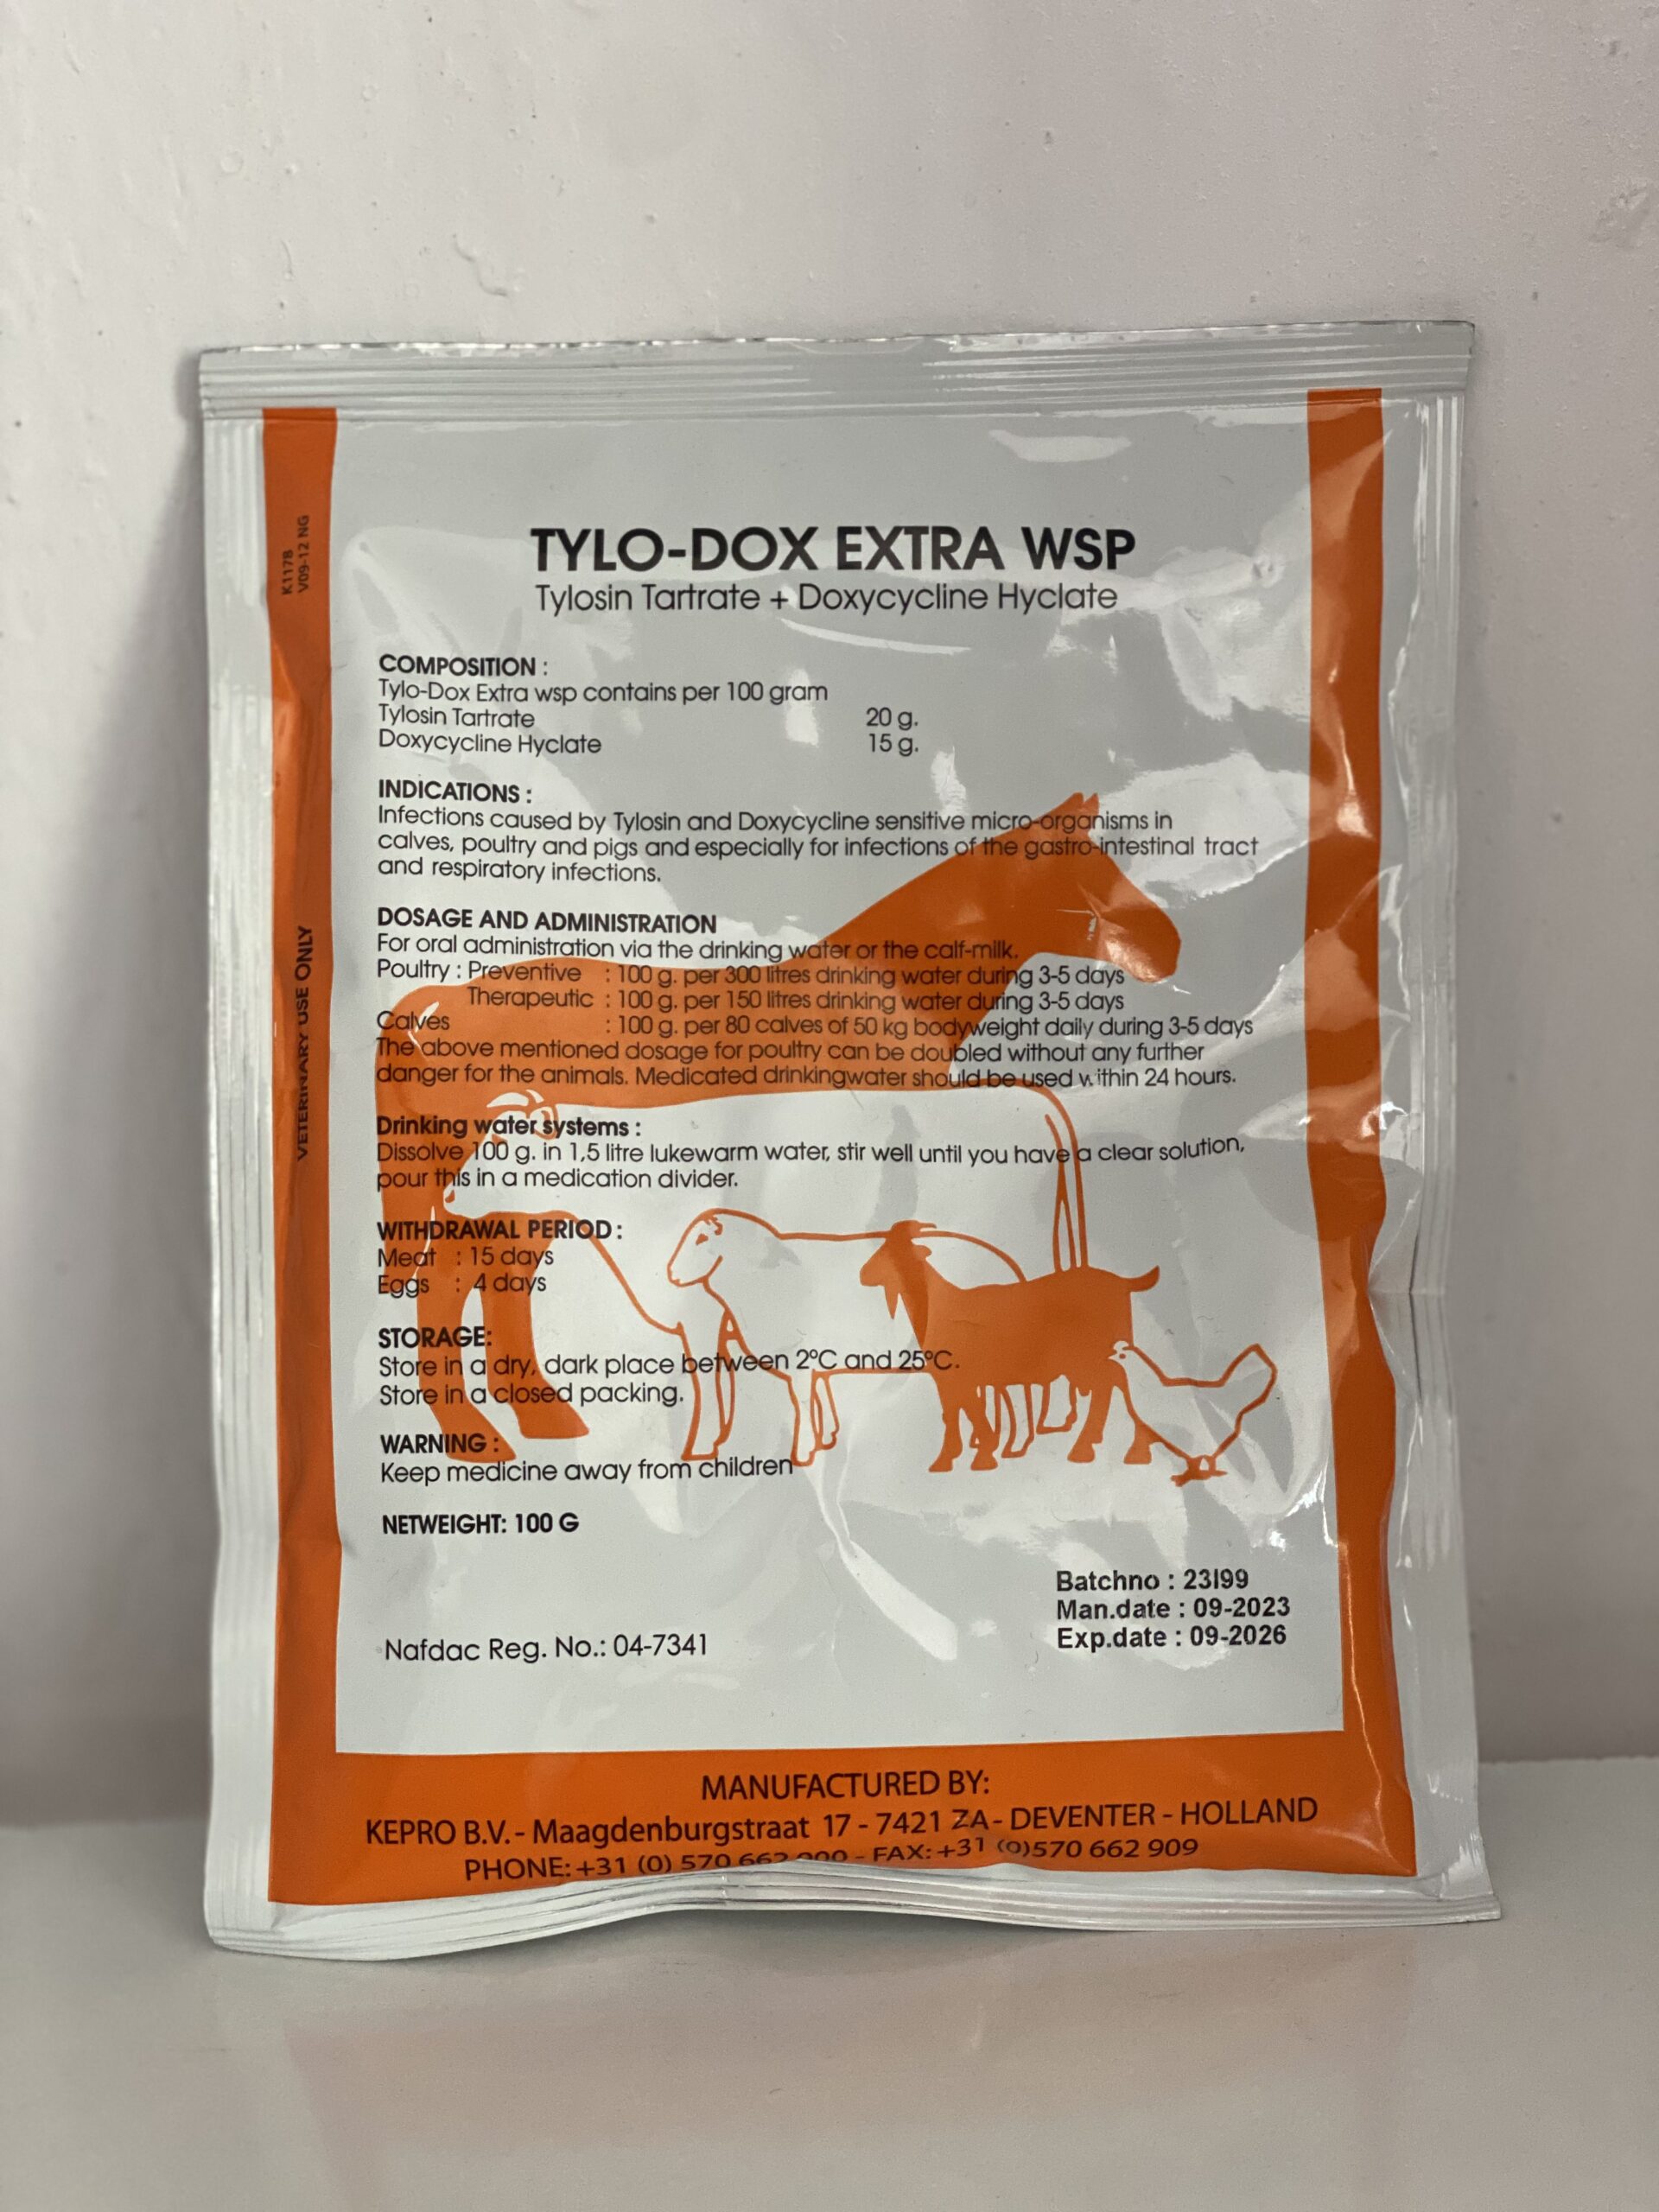 K117B
V09-12 NG
VETERINARY USE ONLY
TYLO-DOX EXTRA WSP
Tylosin Tartrate + Doxycycline Hyclate
COMPOSITION :
Tylo-Dox Extra wsp contains per 100 gram
Tylosin Tartrate 20 g.
Doxycycline Hyclate 15 g.
INDICATIONS :
Infections caused by Tylosin and Doxycycline sensitive micro-organisms in
calves, poultry and pigs and especially for infections of the gastro-intestinal tract
and respiratory infections.
DOSAGE AND ADMINISTRATION
For oral administration via the drinking water or the calf-milk.
Poultry : Preventive : 100 g. per 300 litres drinking water during 3-5 days
Therapeutic : 100 g. per 150 litres drinking water during 3-5 days
Calves : 100 g. per 80 calves of 50 kg bodyweight daily during 3-5 days
The above mentioned dosage for poultry can be doubled without any further
danger for the animals. Medicated drinkingwater should be used within 24 hours.
Drinking water systems :
Dissolve 100 g. in 1,5 litre lukewarm water, stir well until you have a clear solution,
pour this in a medication divider.
WITHDRAWAL PERIOD :
Meat : 15 days
Eggs : 4 days
STORAGE:
Store in a dry, dark place between 2ºC and 25ºC.
Store in a closed packing.
WARNING :
Keep medicine away from children
NETWEIGHT: 100 G
Batchno : 23I99
Man.date : 09-2023
Exp.date : 09-2026
Nafdac Reg. No.: 04-7341
MANUFACTURED BY:
KEPRO B.V. - Maagdenburgstraat 17 - 7421 ZA - DEVENTER - HOLLAND
PHONE: +31 (0) 570 - FAX: +31 (0)570 662 909